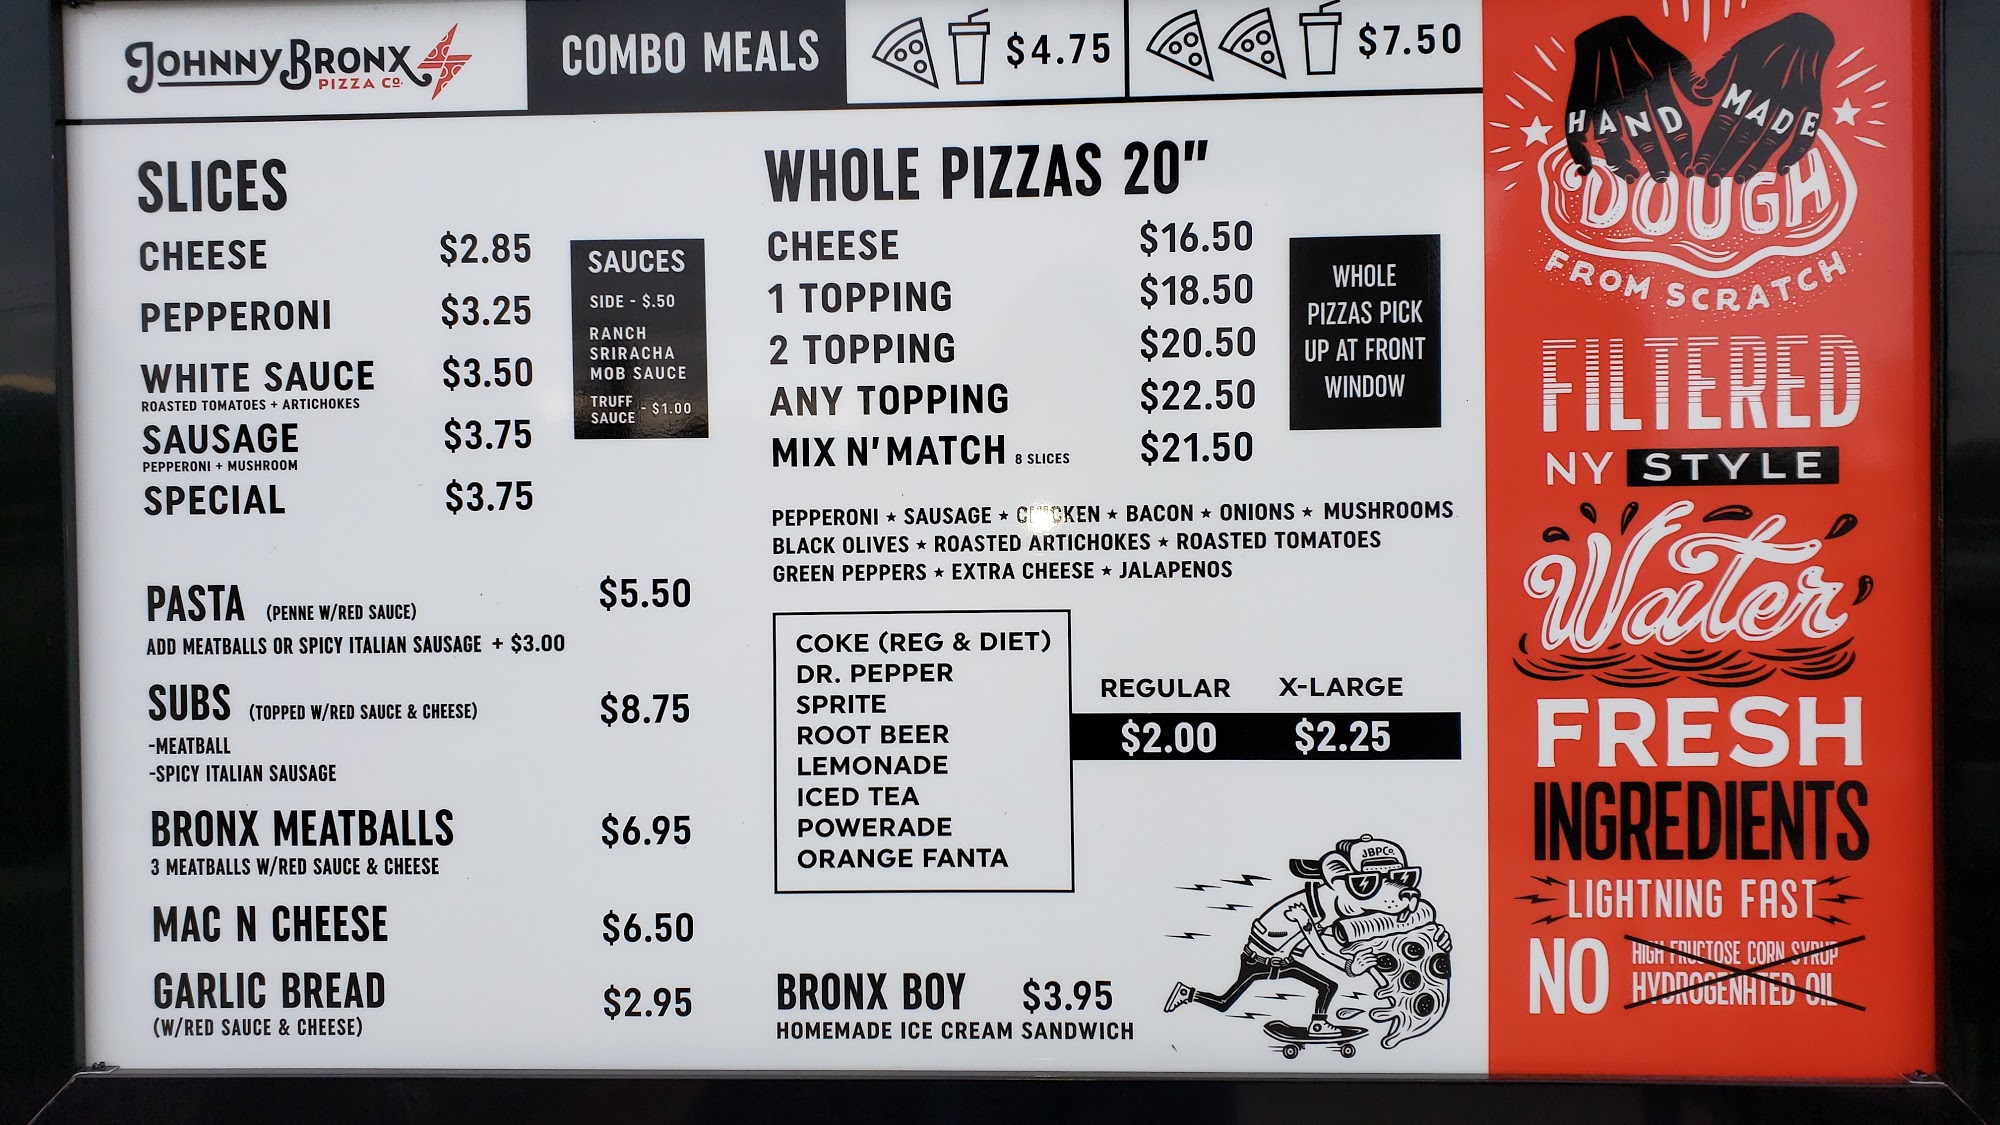 JOHNNY BRONX
PIZZA CO.
COMBO MEALS
$4.75
$7.50
SLICES
CHEESE $2.85
PEPPERONI $3.25
WHITE SAUCE $3.50
ROASTED TOMATOES + ARTICHOKES
SAUSAGE $3.75
PEPPERONI + MUSHROOM
SPECIAL $3.75
SAUCES
SIDE - $.50
RANCH
SRIRACHA
MOB SAUCE
TRUFF
SAUCE - $1.00
PASTA (PENNE W/RED SAUCE) $5.50
ADD MEATBALLS OR SPICY ITALIAN SAUSAGE + $3.00
SUBS (TOPPED W/RED SAUCE & CHEESE) $8.75
-MEATBALL
-SPICY ITALIAN SAUSAGE
BRONX MEATBALLS $6.95
3 MEATBALLS W/RED SAUCE & CHEESE
MAC N CHEESE $6.50
GARLIC BREAD $2.95
(W/RED SAUCE & CHEESE)
WHOLE PIZZAS 20"
CHEESE $16.50
1 TOPPING $18.50
2 TOPPING $20.50
ANY TOPPING $22.50
MIX N' MATCH 8 SLICES $21.50
WHOLE
PIZZAS PICK
UP AT FRONT
WINDOW
PEPPERONI ★ SAUSAGE ★ CHICKEN ★ BACON ★ ONIONS ★ MUSHROOMS
BLACK OLIVES ★ ROASTED ARTICHOKES ★ ROASTED TOMATOES
GREEN PEPPERS ★ EXTRA CHEESE ★ JALAPENOS
COKE (REG & DIET)
DR. PEPPER
SPRITE
ROOT BEER
LEMONADE
ICED TEA
POWERADE
ORANGE FANTA
REGULAR X-LARGE
$2.00 $2.25
BRONX BOY $3.95
HOMEMADE ICE CREAM SANDWICH
JBPCo.
HAND MADE
DOUGH
FROM SCRATCH
FILTERED
NY STYLE
Water
FRESH
INGREDIENTS
LIGHTNING FAST
NO HIGH FRUCTOSE CORN SYRUP
HYDROGENATED OIL